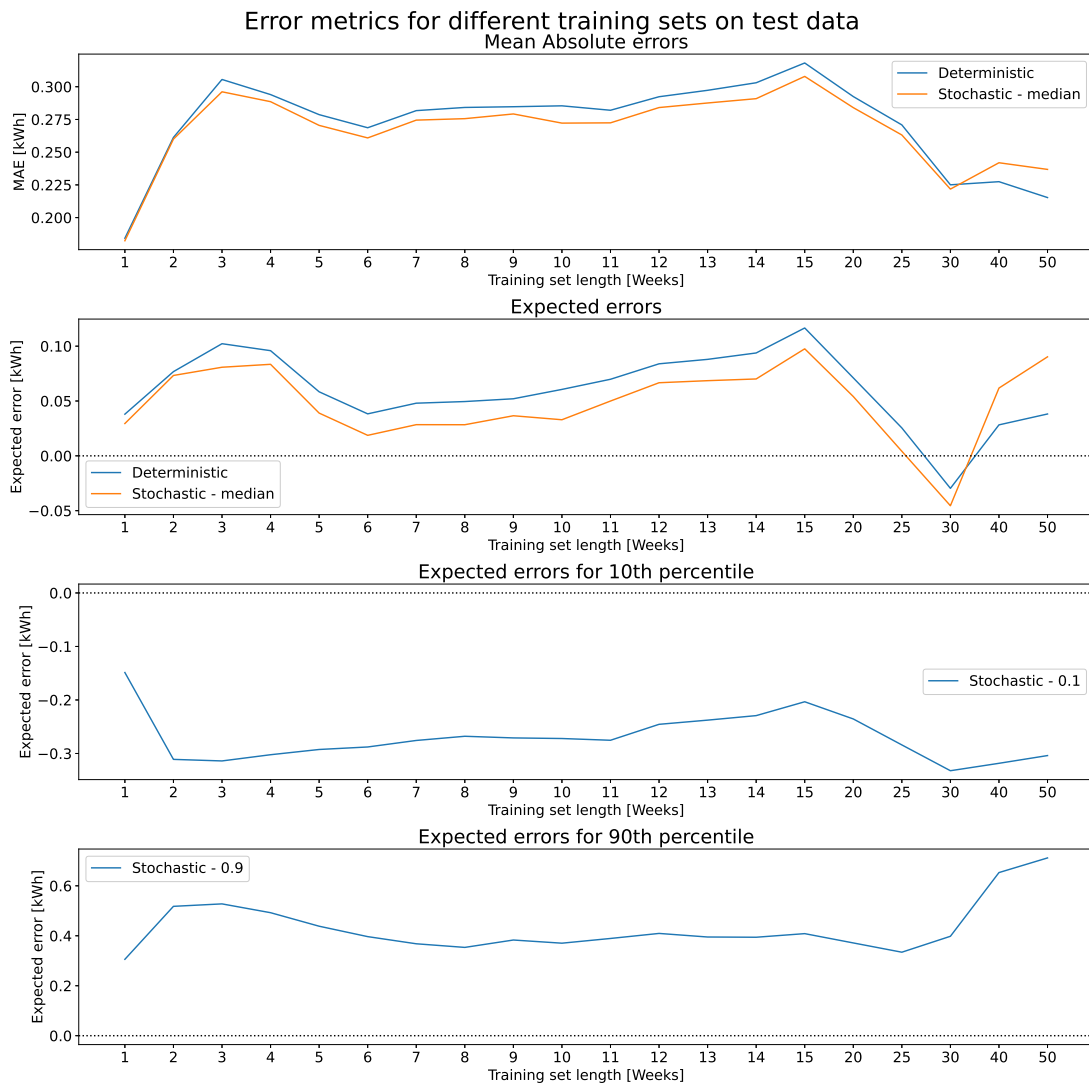 Error metrics for different training sets on test data
Mean Absolute errors
MAE [kWh]
0.300
0.275
0.250
0.225
0.200
Deterministic
Stochastic - median
1 2 3 4 5 6 7 8 9 10 11 12 13 14 15 20 25 30 40 50
Training set length [Weeks]
Expected errors
Expected error [kWh]
0.10
0.05
0.00
−0.05
Deterministic
Stochastic - median
1 2 3 4 5 6 7 8 9 10 11 12 13 14 15 20 25 30 40 50
Training set length [Weeks]
Expected errors for 10th percentile
Expected error [kWh]
0.0
−0.1
−0.2
−0.3
Stochastic - 0.1
1 2 3 4 5 6 7 8 9 10 11 12 13 14 15 20 25 30 40 50
Training set length [Weeks]
Expected errors for 90th percentile
Expected error [kWh]
0.6
0.4
0.2
0.0
Stochastic - 0.9
1 2 3 4 5 6 7 8 9 10 11 12 13 14 15 20 25 30 40 50
Training set length [Weeks]